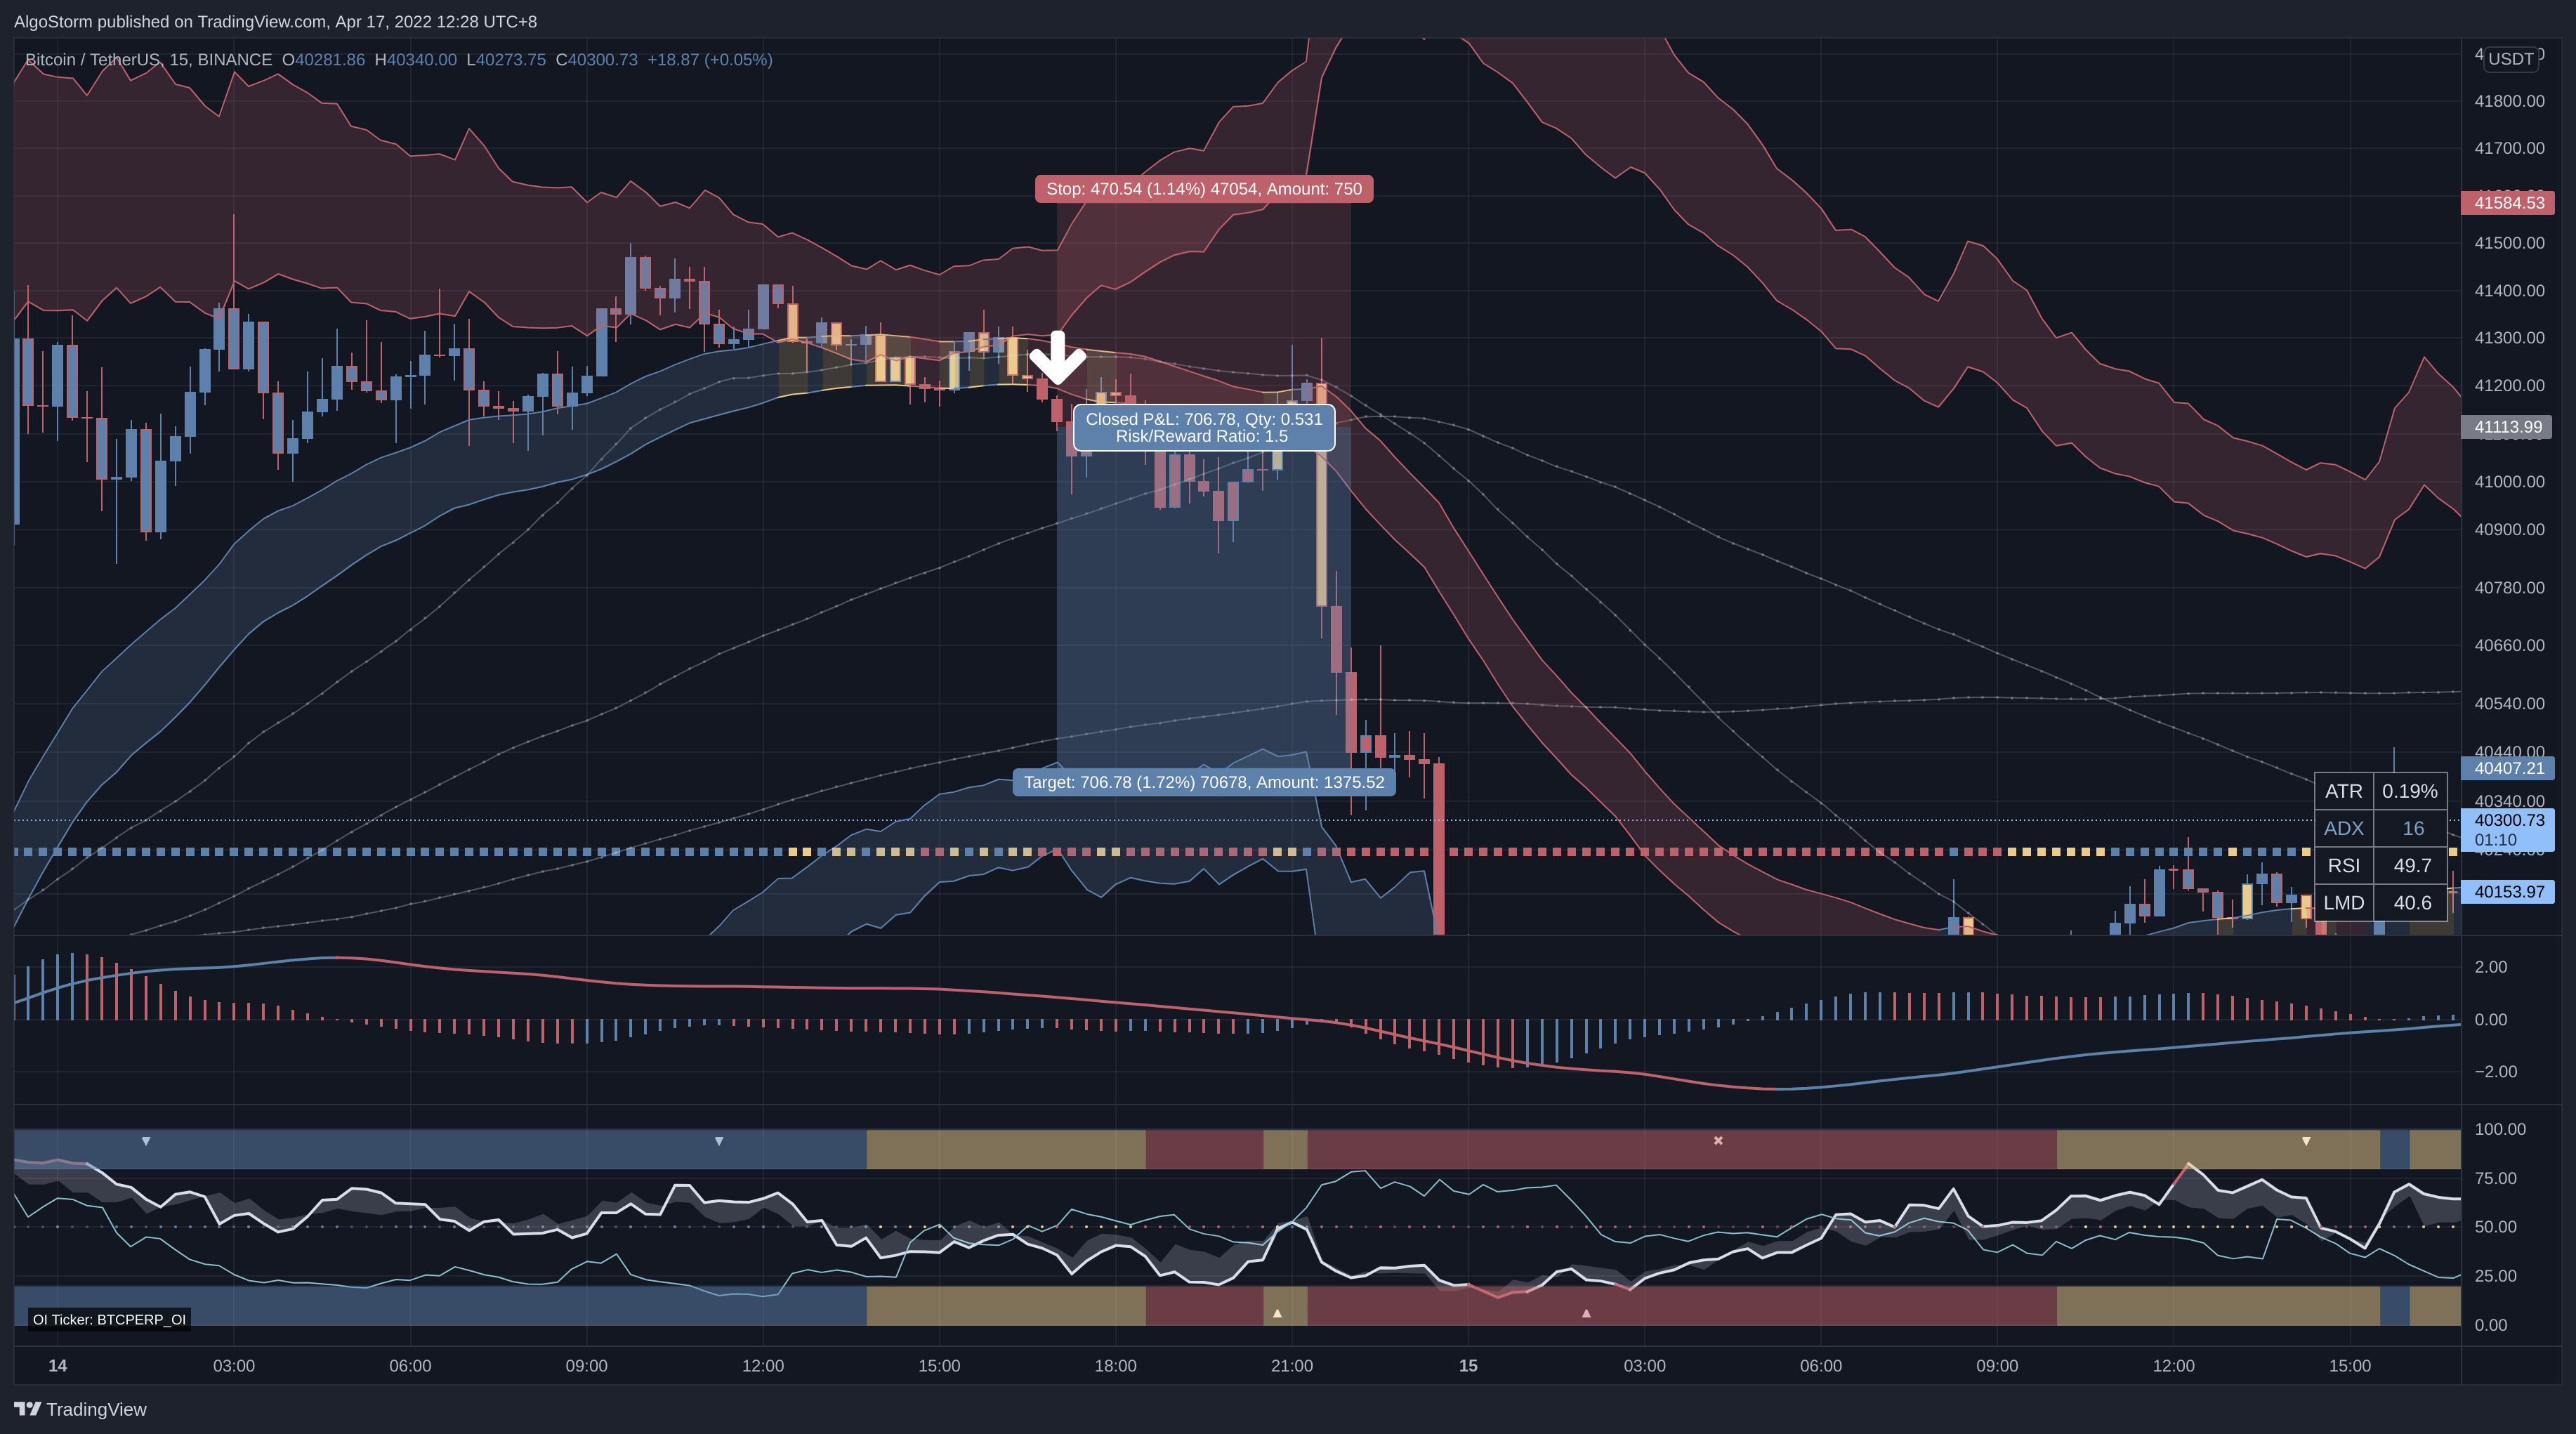 AlgoStorm published on TradingView.com, Apr 17, 2022 12:28 UTC+8
Bitcoin / TetherUS, 15, BINANCE O40281.86 H40340.00 L40273.75 C40300.73 +18.87 (+0.05%)
USDT
41800.00
41700.00
Stop: 470.54 (1.14%) 47054, Amount: 750
41584.53
41500.00
41400.00
41300.00
41200.00
Closed P&L: 706.78, Qty: 0.531
Risk/Reward Ratio: 1.5
41113.99
41000.00
40900.00
40780.00
40660.00
40540.00
40440.00
Target: 706.78 (1.72%) 70678, Amount: 1375.52
40407.21
40340.00
40300.73
01:10
40153.97
ATR 0.19%
ADX 16
RSI 49.7
LMD 40.6
2.00
0.00
−2.00
100.00
75.00
50.00
25.00
0.00
OI Ticker: BTCPERP_OI
14 03:00 06:00 09:00 12:00 15:00 18:00 21:00 15 03:00 06:00 09:00 12:00 15:00
TradingView